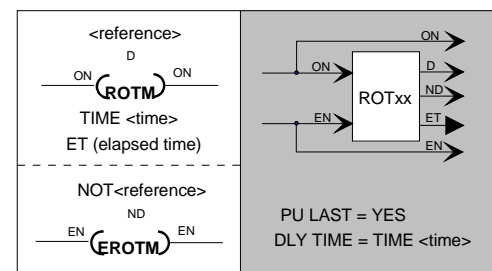 <reference>
D
ON ROTM ON
TIME <time>
ET (elapsed time)
NOT<reference>
ND
EN EROTM EN
ON
ON
D
ND
ROTxx
EN
ET
EN
PU LAST = YES
DLY TIME = TIME <time>